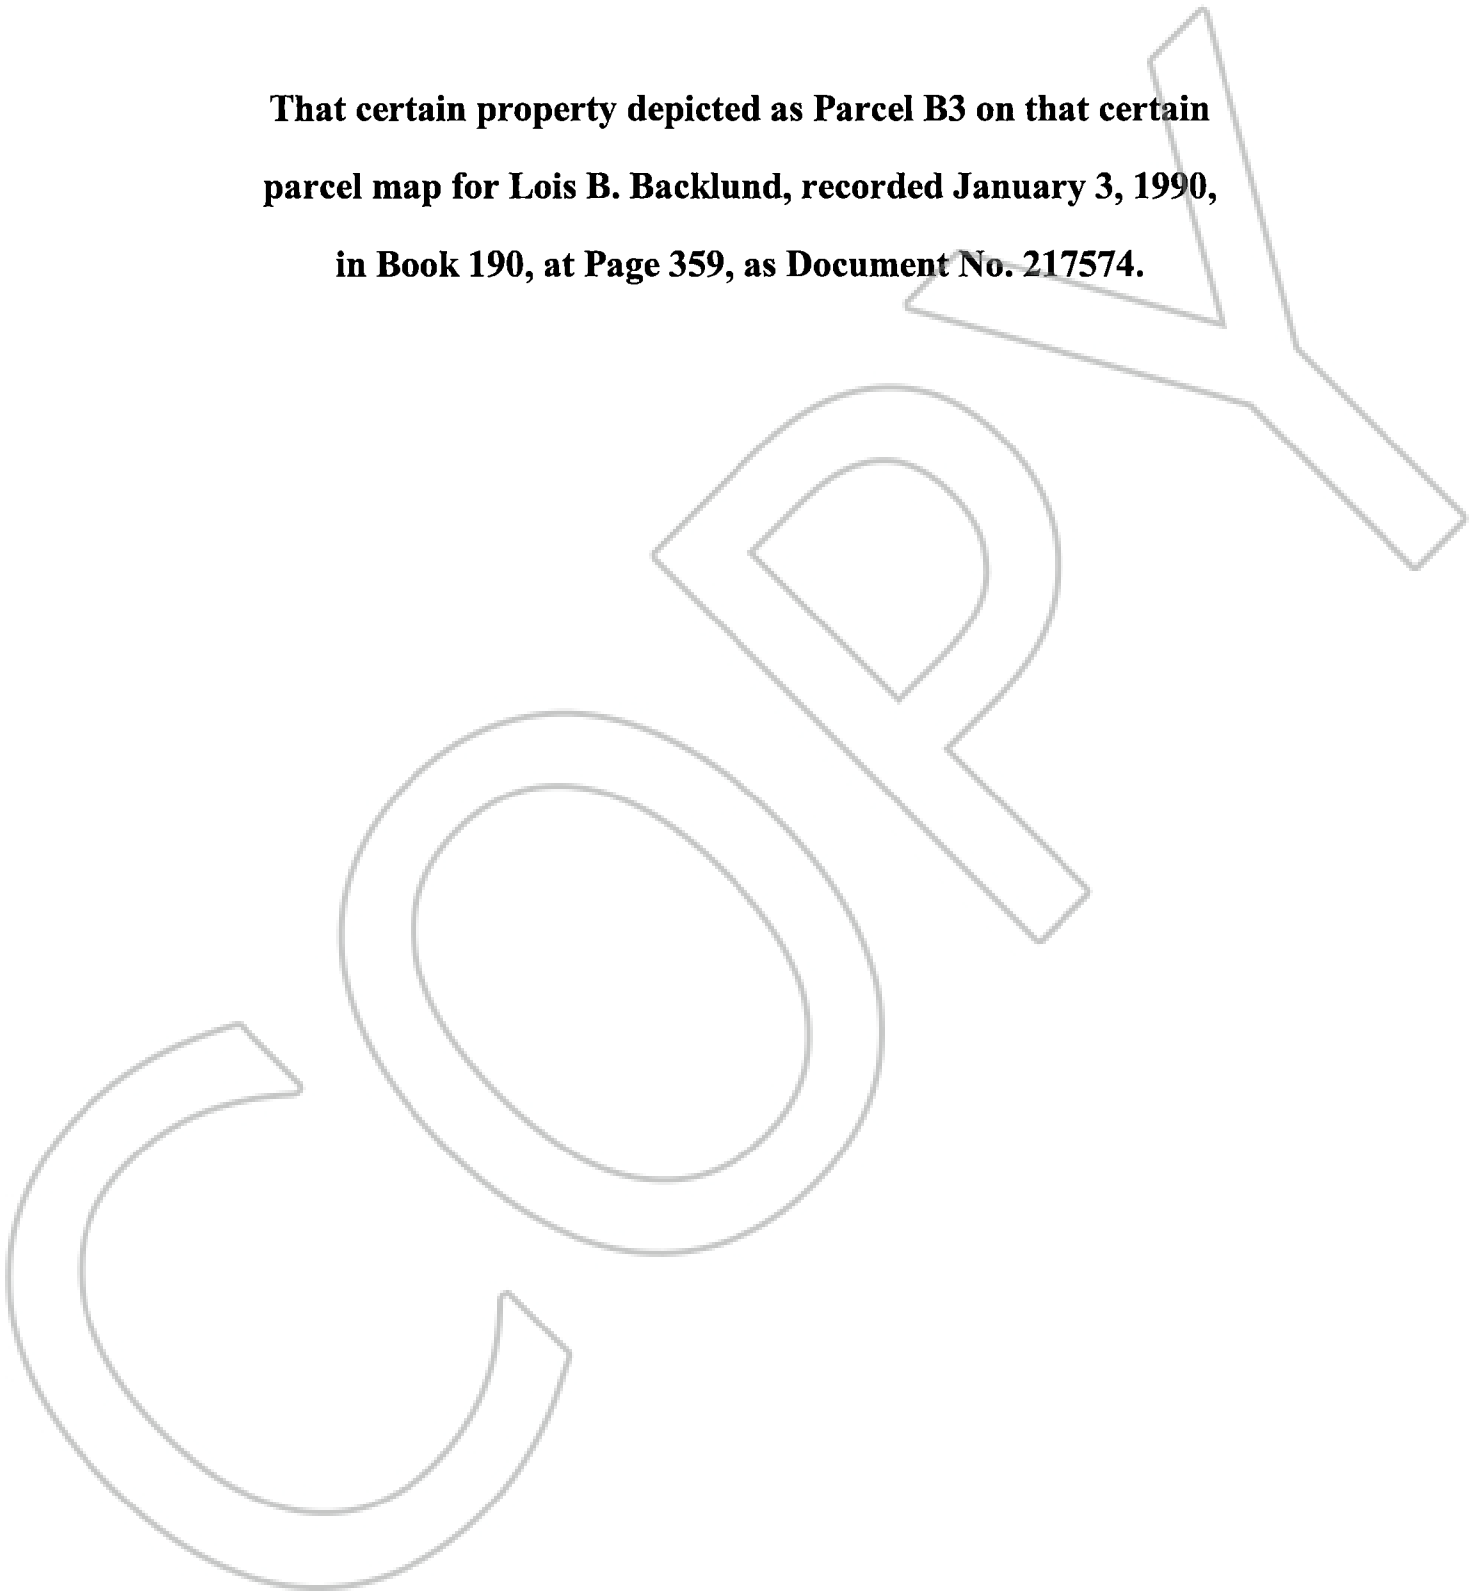 That certain property depicted as Parcel B3 on that certain
parcel map for Lois B. Backlund, recorded January 3, 1990,
in Book 190, at Page 359, as Document No. 217574.
COPY